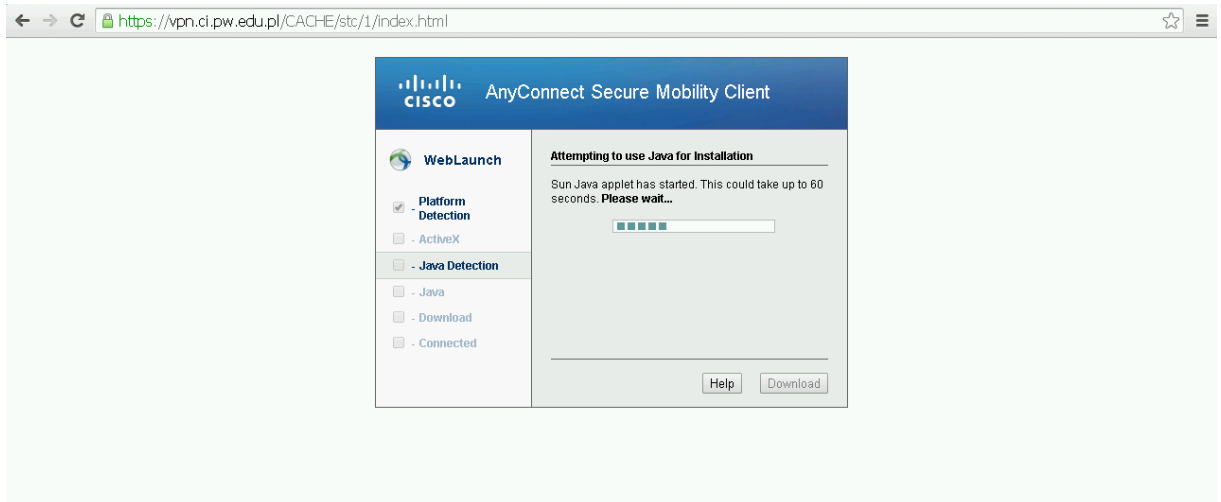 https://vpn.ci.pw.edu.pl/CACHE/stc/1/index.html
CISCO
AnyConnect Secure Mobility Client
WebLaunch
- Platform
Detection
- ActiveX
- Java Detection
- Java
- Download
- Connected
Attempting to use Java for Installation
Sun Java applet has started. This could take up to 60
seconds. Please wait...
Help
Download